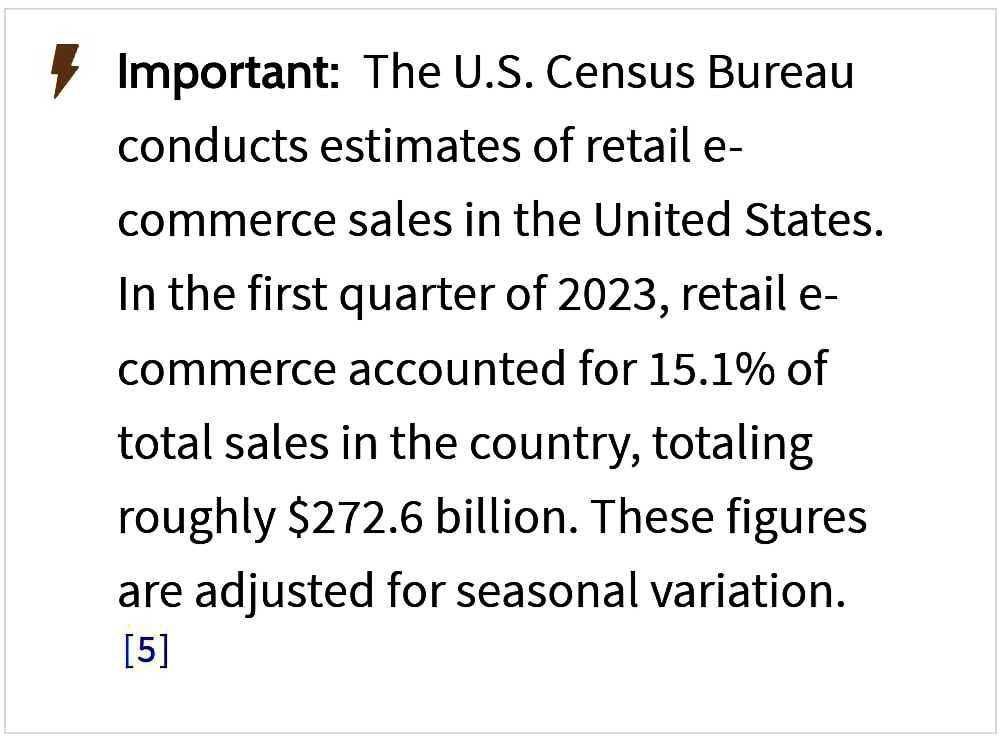 Important: The U.S. Census Bureau
conducts estimates of retail e-
commerce sales in the United States.
In the first quarter of 2023, retail e-
commerce accounted for 15.1% of
total sales in the country, totaling
roughly $272.6 billion. These figures
are adjusted for seasonal variation.
[5]